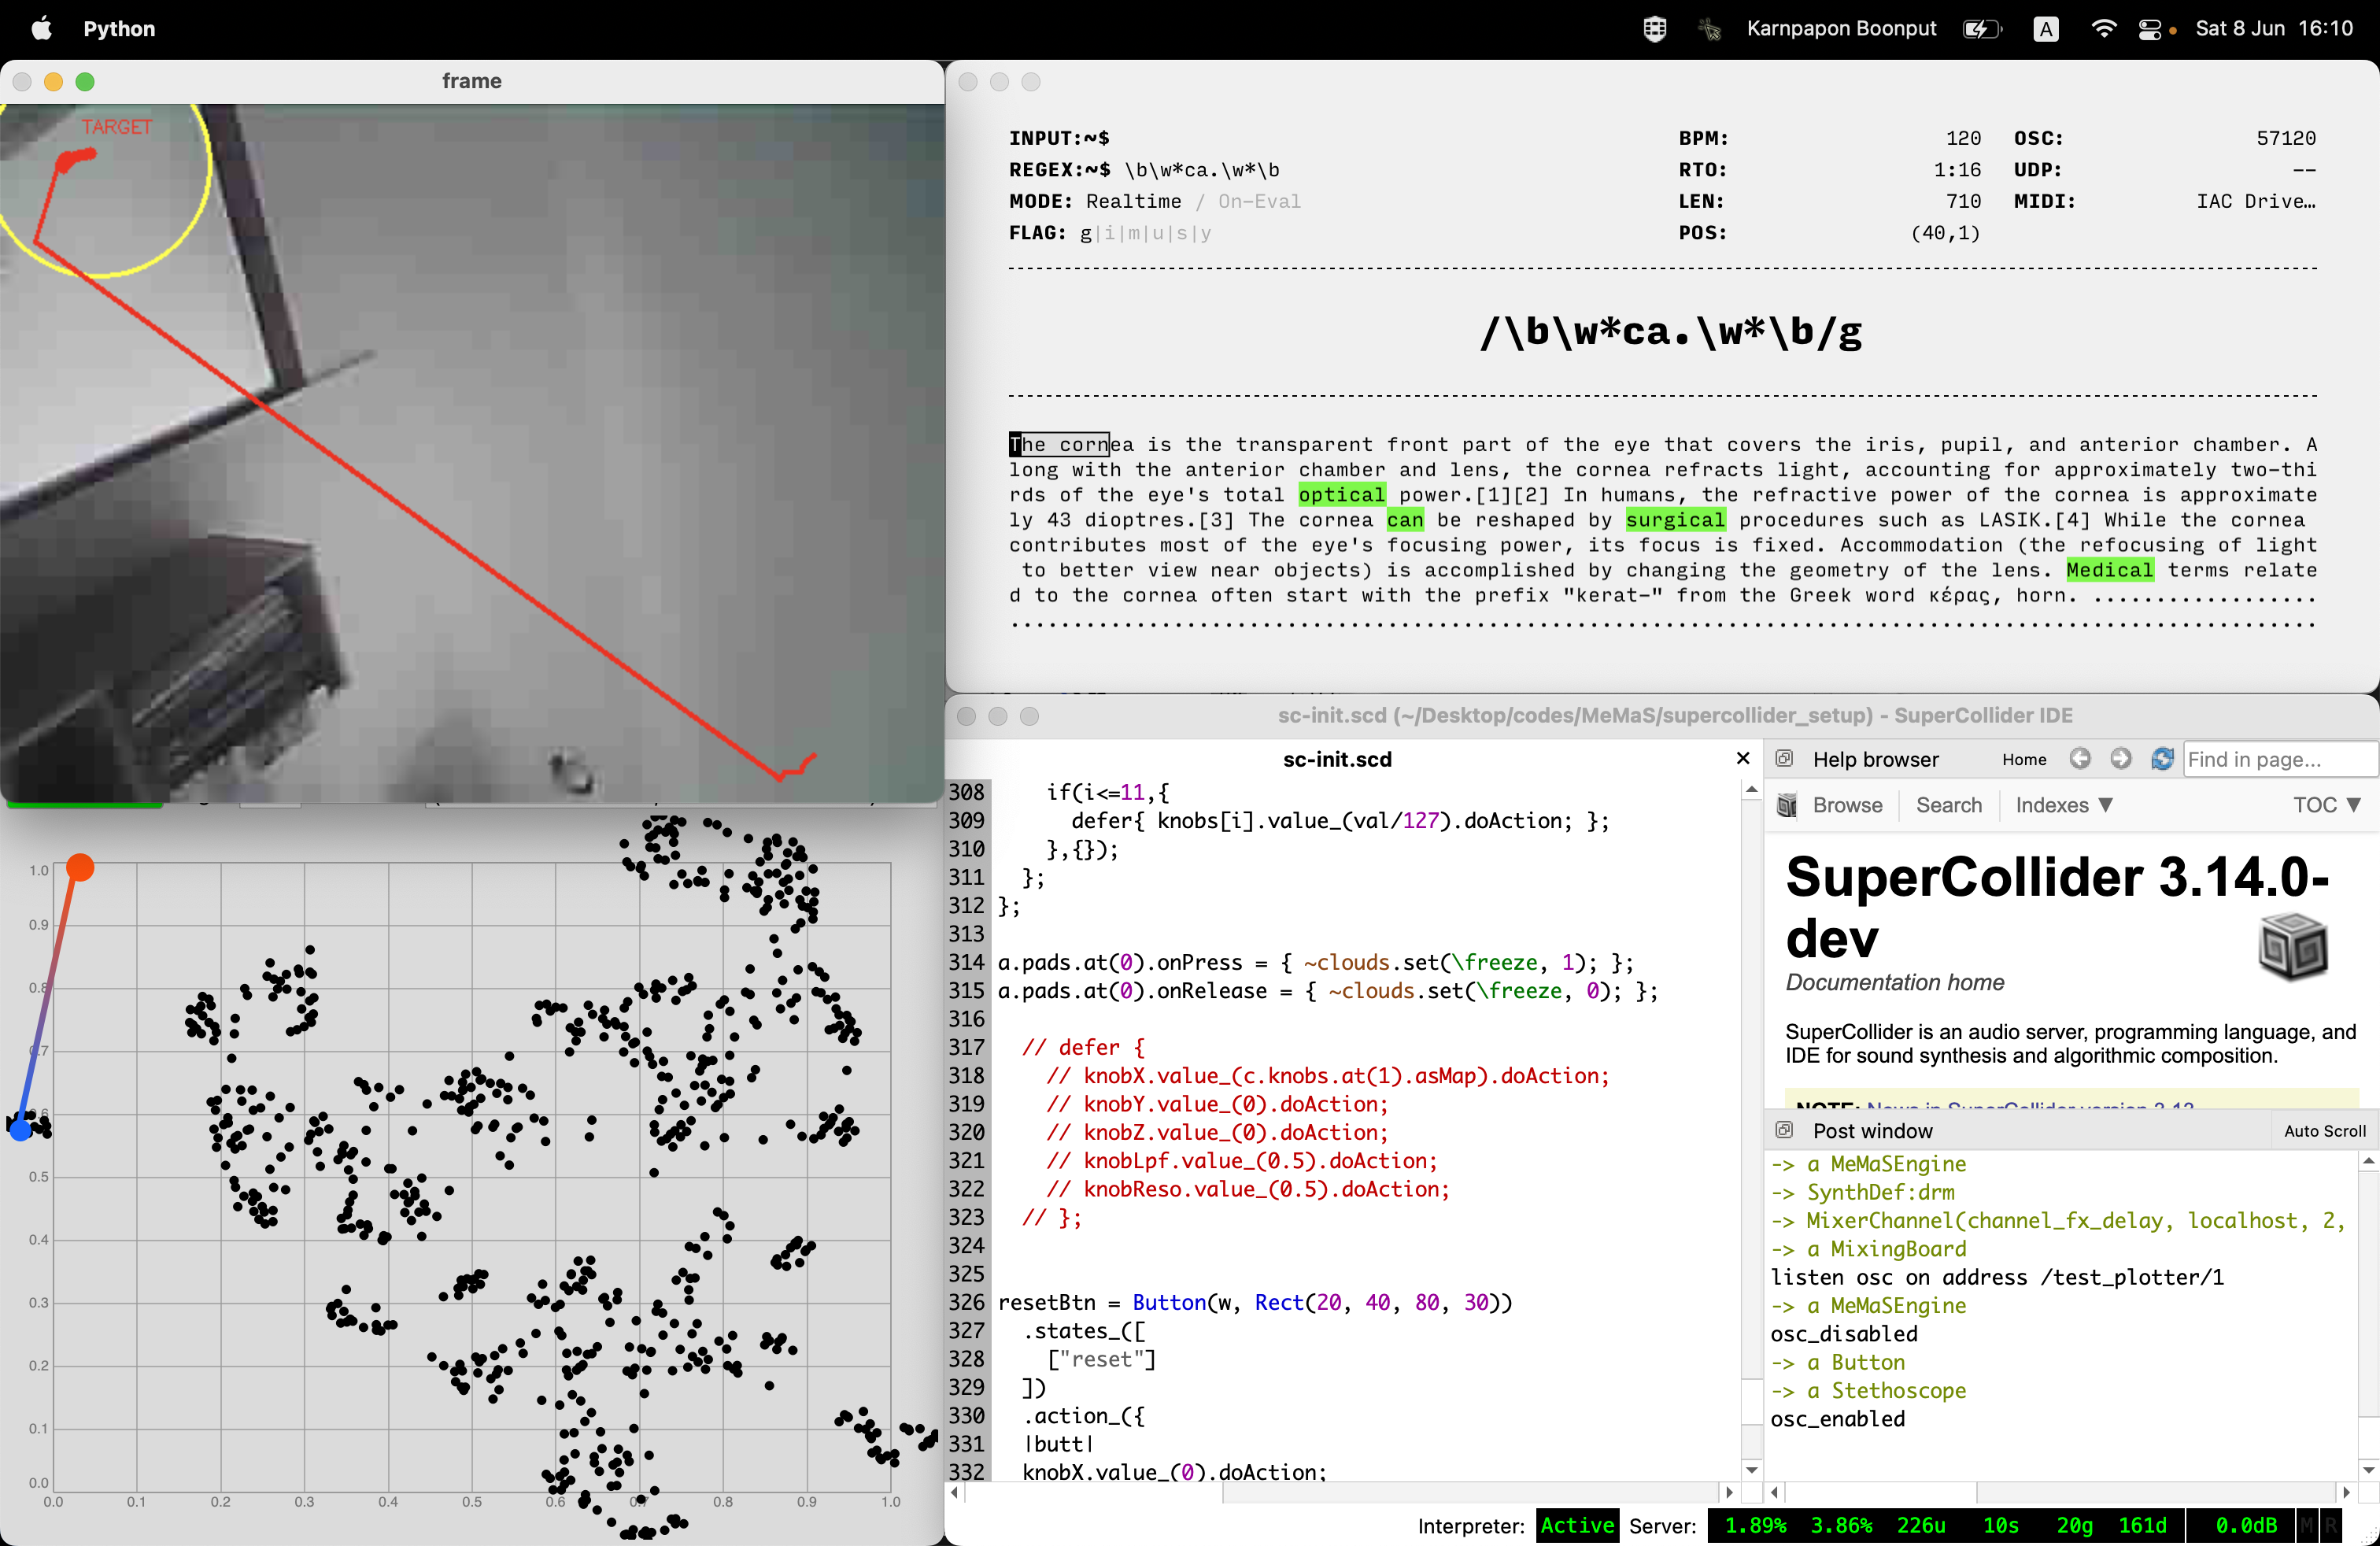 Python
Karnpapon Boonput
A
Sat 8 Jun 16:10
frame
TARGET
INPUT:~$
REGEX:~$ \b\w*ca.\w*\b
MODE: Realtime / On-Eval
FLAG: g|i|m|u|s|y
BPM: 120
RTO: 1:16
LEN: 710
POS: (40,1)
OSC: 57120
UDP: --
MIDI: IAC Drive…
/\b\w*ca.\w*\b/g
The cornea is the transparent front part of the eye that covers the iris, pupil, and anterior chamber. A
long with the anterior chamber and lens, the cornea refracts light, accounting for approximately two-thi
rds of the eye's total optical power.[1][2] In humans, the refractive power of the cornea is approximate
ly 43 dioptres.[3] The cornea can be reshaped by surgical procedures such as LASIK.[4] While the cornea
contributes most of the eye's focusing power, its focus is fixed. Accommodation (the refocusing of light
to better view near objects) is accomplished by changing the geometry of the lens. Medical terms relate
d to the cornea often start with the prefix "kerat-" from the Greek word κέρας, horn. .................
........................................................................................................
1.0
0.9
0.8
0.7
0.6
0.5
0.4
0.3
0.2
0.1
0.0
0.0 0.1 0.2 0.3 0.4 0.5 0.6 0.7 0.8 0.9 1.0
sc-init.scd (~/Desktop/codes/MeMaS/supercollider_setup) - SuperCollider IDE
sc-init.scd
308 if(i<=11,{
309 defer{ knobs[i].value_(val/127).doAction; };
310 },{});
311 };
312 };
313
314 a.pads.at(0).onPress = { ~clouds.set(\freeze, 1); };
315 a.pads.at(0).onRelease = { ~clouds.set(\freeze, 0); };
316
317 // defer {
318 // knobX.value_(c.knobs.at(1).asMap).doAction;
319 // knobY.value_(0).doAction;
320 // knobZ.value_(0).doAction;
321 // knobLpf.value_(0.5).doAction;
322 // knobReso.value_(0.5).doAction;
323 // };
324
325
326 resetBtn = Button(w, Rect(20, 40, 80, 30))
327 .states_([
328 ["reset"]
329 ])
330 .action_({
331 |butt|
332 knobX.value_(0).doAction;
Help browser
Home
Find in page...
Browse
Search
Indexes ▼
TOC ▼
SuperCollider 3.14.0-
dev
Documentation home
SuperCollider is an audio server, programming language, and
IDE for sound synthesis and algorithmic composition.
NOTE: News in SuperCollider version 3.13
Post window
Auto Scroll
-> a MeMaSEngine
-> SynthDef:drm
-> MixerChannel(channel_fx_delay, localhost, 2,
-> a MixingBoard
listen osc on address /test_plotter/1
-> a MeMaSEngine
osc_disabled
-> a Button
-> a Stethoscope
osc_enabled
Interpreter: Active Server: 1.89% 3.86% 226u 10s 20g 161d 0.0dB M R